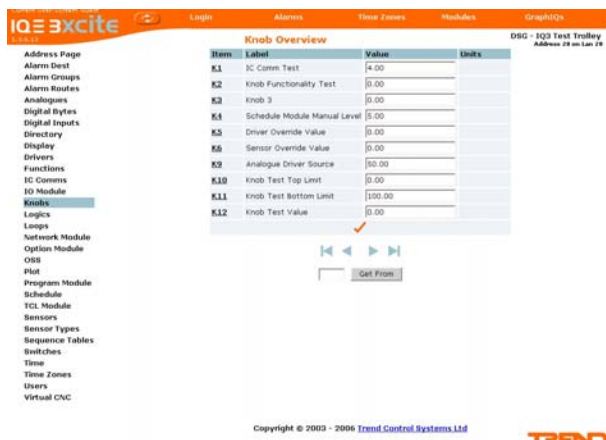 IQ3xcite
Login Alarms Time Zones Modules GraphIQs
Knob Overview
DSG - IQ3 Test Trolley
Address 20 on Lan 20
Item Label Value Units
K1 IC Comm Test 4.00
K2 Knob Functionality Test 0.00
K3 Knob 3 0.00
K4 Schedule Module Manual Level 5.00
K5 Driver Override Value 0.00
K6 Sensor Override Value 0.00
K9 Analogue Driver Source 50.00
K10 Knob Test Top Limit 0.00
K11 Knob Test Bottom Limit 100.00
K12 Knob Test Value 0.00
Get From
Address Page
Alarm Dest
Alarm Groups
Alarm Routes
Analogues
Digital Bytes
Digital Inputs
Directory
Display
Drivers
Functions
IC Comms
IO Module
Knobs
Logics
Loops
Network Module
Option Module
OSS
Plot
Program Module
Schedule
TCL Module
Sensors
Sensor Types
Sequence Tables
Switches
Time
Time Zones
Users
Virtual CNC
Copyright © 2003 - 2006 Trend Control Systems Ltd
TREND